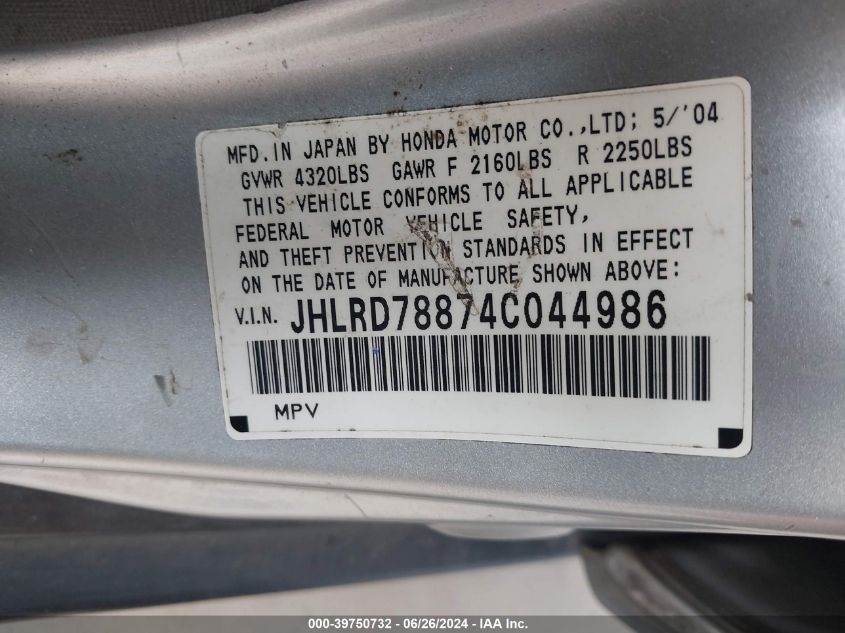 MFD.IN JAPAN BY HONDA MOTOR CO.,LTD; 5/'04
GVWR 4320LBS GAWR F 2160LBS R 2250LBS
THIS VEHICLE CONFORMS TO ALL APPLICABLE
FEDERAL MOTOR VEHICLE SAFETY,
AND THEFT PREVENTION STANDARDS IN EFFECT
ON THE DATE OF MANUFACTURE SHOWN ABOVE:
V.I.N. JHLRD78874C044986
MPV
000-39750732 - 06/26/2024 - IAA Inc.